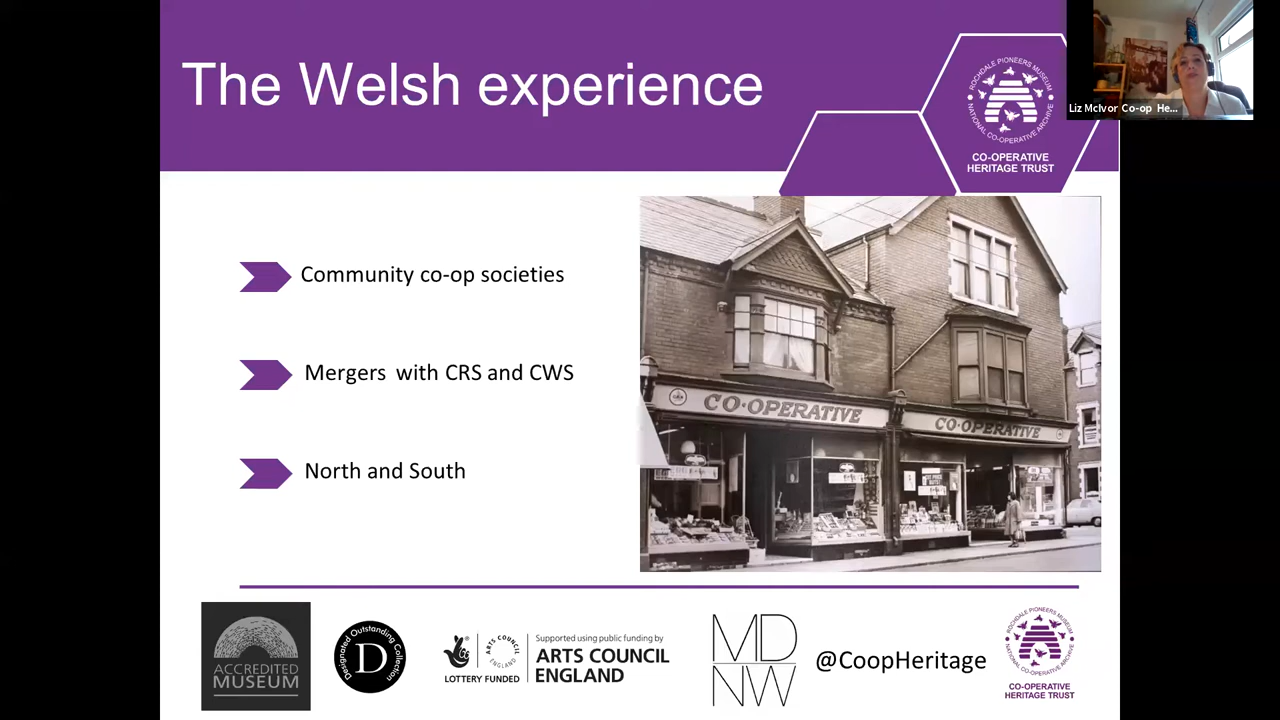 The Welsh experience
ROCHDALE PIONEERS MUSEUM
NATIONAL CO-OPERATIVE ARCHIVE
CO-OPERATIVE
HERITAGE TRUST
Liz McIvor Co-op He...
Community co-op societies
Mergers with CRS and CWS
North and South
CO-OPERATIVE
CO-OPERATIVE
ACCREDITED
MUSEUM
Designated Outstanding Collection
D
LOTTERY FUNDED
ARTS COUNCIL
ENGLAND
Supported using public funding by
ARTS COUNCIL
ENGLAND
MD
NW
@CoopHeritage
ROCHDALE PIONEERS MUSEUM
NATIONAL CO-OPERATIVE ARCHIVE
CO-OPERATIVE
HERITAGE TRUST